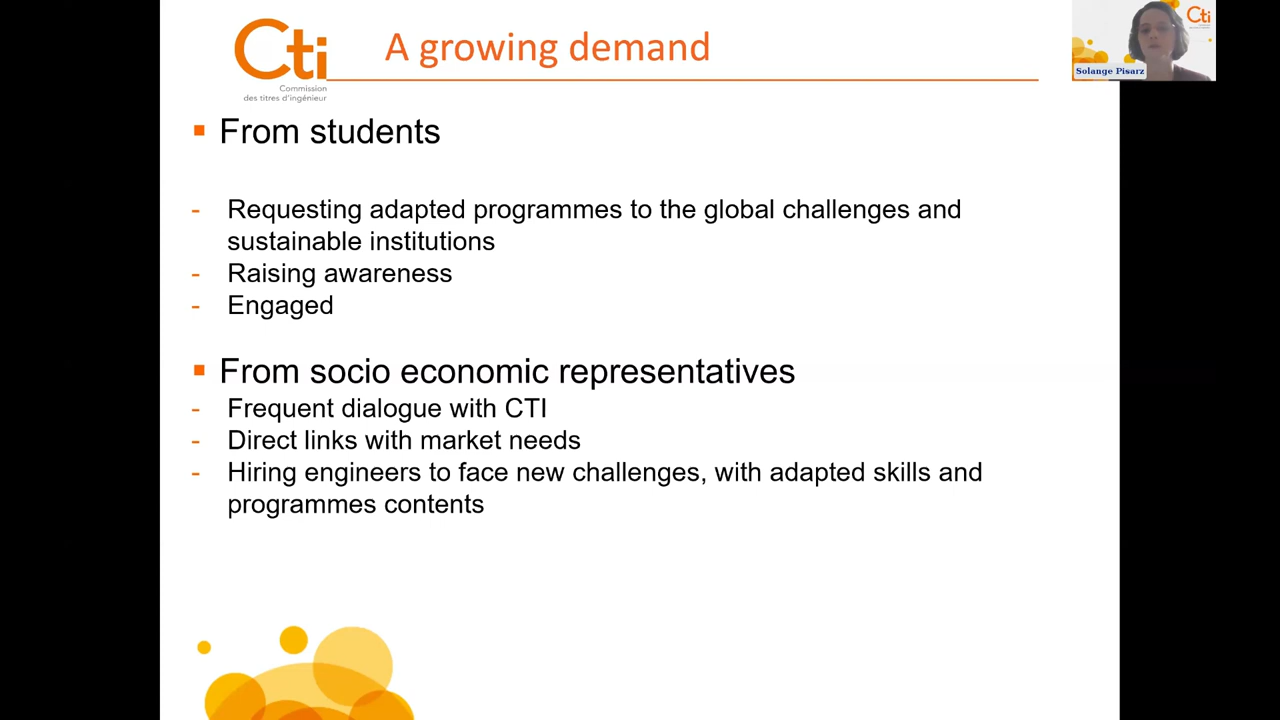 Cti
Commission
des titres d'ingénieur
A growing demand
Cti
Solange Pisarz
▪ From students
- Requesting adapted programmes to the global challenges and
sustainable institutions
- Raising awareness
- Engaged
▪ From socio economic representatives
- Frequent dialogue with CTI
- Direct links with market needs
- Hiring engineers to face new challenges, with adapted skills and
programmes contents